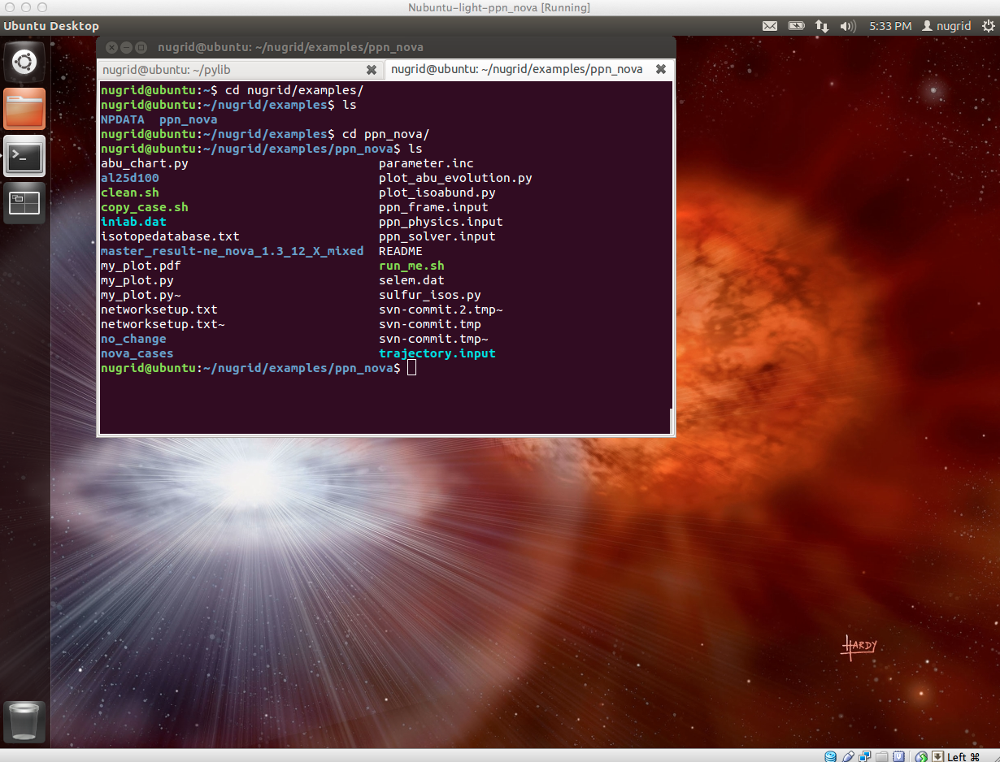 Nubuntu-light-ppn_nova [Running]
Ubuntu Desktop 5:33 PM nugrid
nugrid@ubuntu: ~/nugrid/examples/ppn_nova
nugrid@ubuntu: ~/pylib nugrid@ubuntu: ~/nugrid/examples/ppn_nova
nugrid@ubuntu:~$ cd nugrid/examples/
nugrid@ubuntu:~/nugrid/examples$ ls
NPDATA ppn_nova
nugrid@ubuntu:~/nugrid/examples$ cd ppn_nova/
nugrid@ubuntu:~/nugrid/examples/ppn_nova$ ls
abu_chart.py parameter.inc
al25d100 plot_abu_evolution.py
clean.sh plot_isoabund.py
copy_case.sh ppn_frame.input
iniab.dat ppn_physics.input
isotopedatabase.txt ppn_solver.input
master_result-ne_nova_1.3_12_X_mixed README
my_plot.pdf run_me.sh
my_plot.py selem.dat
my_plot.py~ sulfur_isos.py
networksetup.txt svn-commit.2.tmp~
networksetup.txt~ svn-commit.tmp
no_change svn-commit.tmp~
nova_cases trajectory.input
nugrid@ubuntu:~/nugrid/examples/ppn_nova$
HARDY
Left ⌘